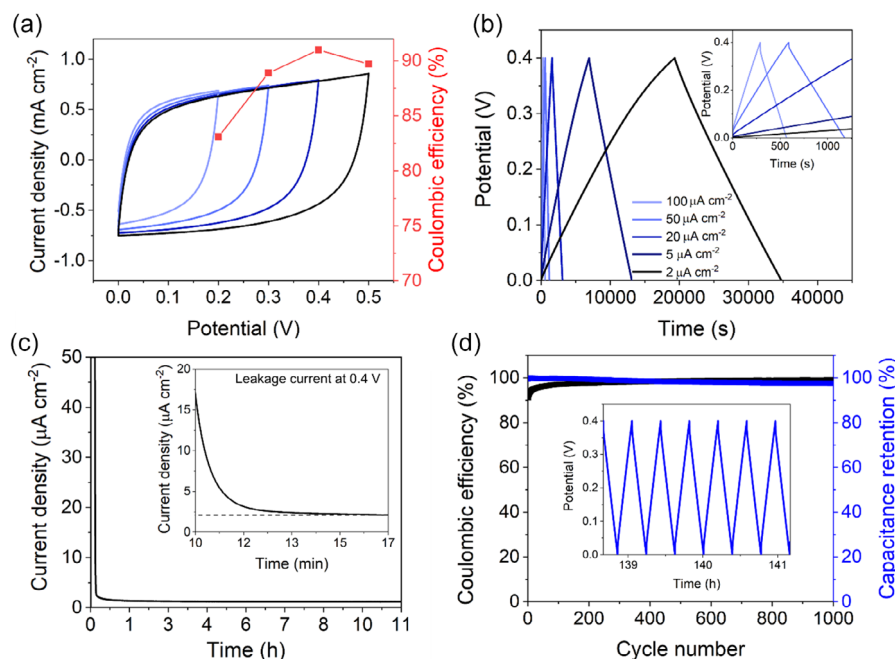 (a)
Current density (mA cm-2)
1.0
0.5
0.0
-0.5
-1.0
0.0 0.1 0.2 0.3 0.4 0.5
Potential (V)
90
85
80
75
70
Coulombic efficiency (%)
(b)
Potential (V)
0.4
0.3
0.2
0.1
0.0
0 10000 20000 30000 40000
Time (s)
100 μA cm-2
50 μA cm-2
20 μA cm-2
5 μA cm-2
2 μA cm-2
Potential (V)
0.4
0.2
0.0
0 500 1000
Time (s)
(c)
Current density (μA cm-2)
50
40
30
20
10
0
0 1 2 3 4 5 6 7 8 9 10 11
Time (h)
Leakage current at 0.4 V
Current density (μA cm-2)
20
15
10
5
0
10 12 13 15 17
Time (min)
(d)
Coulombic efficiency (%)
100
80
60
40
20
0
0 200 400 600 800 1000
Cycle number
100
80
60
40
20
0
Capacitance retention (%)
Potential (V)
0.4
0.3
0.2
0.1
0.0
139 140 141
Time (h)